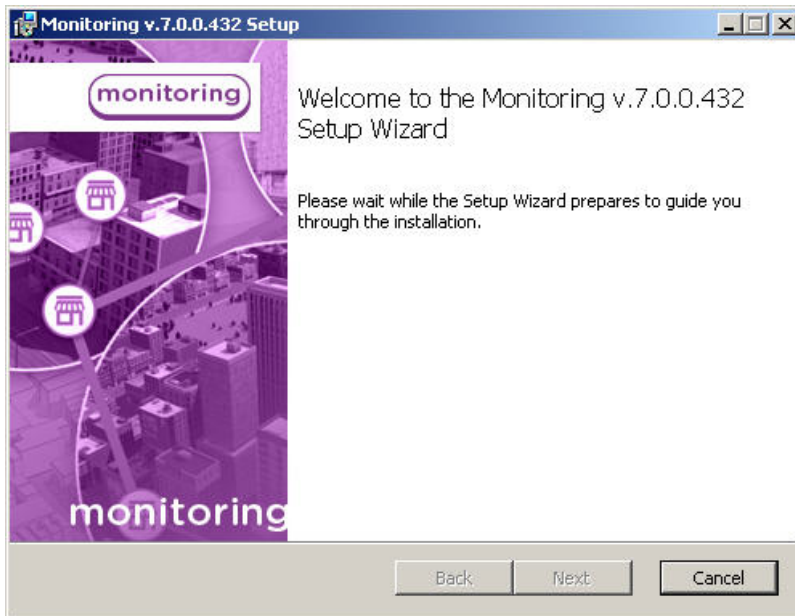 Monitoring v.7.0.0.432 Setup
monitoring
Welcome to the Monitoring v.7.0.0.432
Setup Wizard
Please wait while the Setup Wizard prepares to guide you
through the installation.
monitoring
Back
Next
Cancel